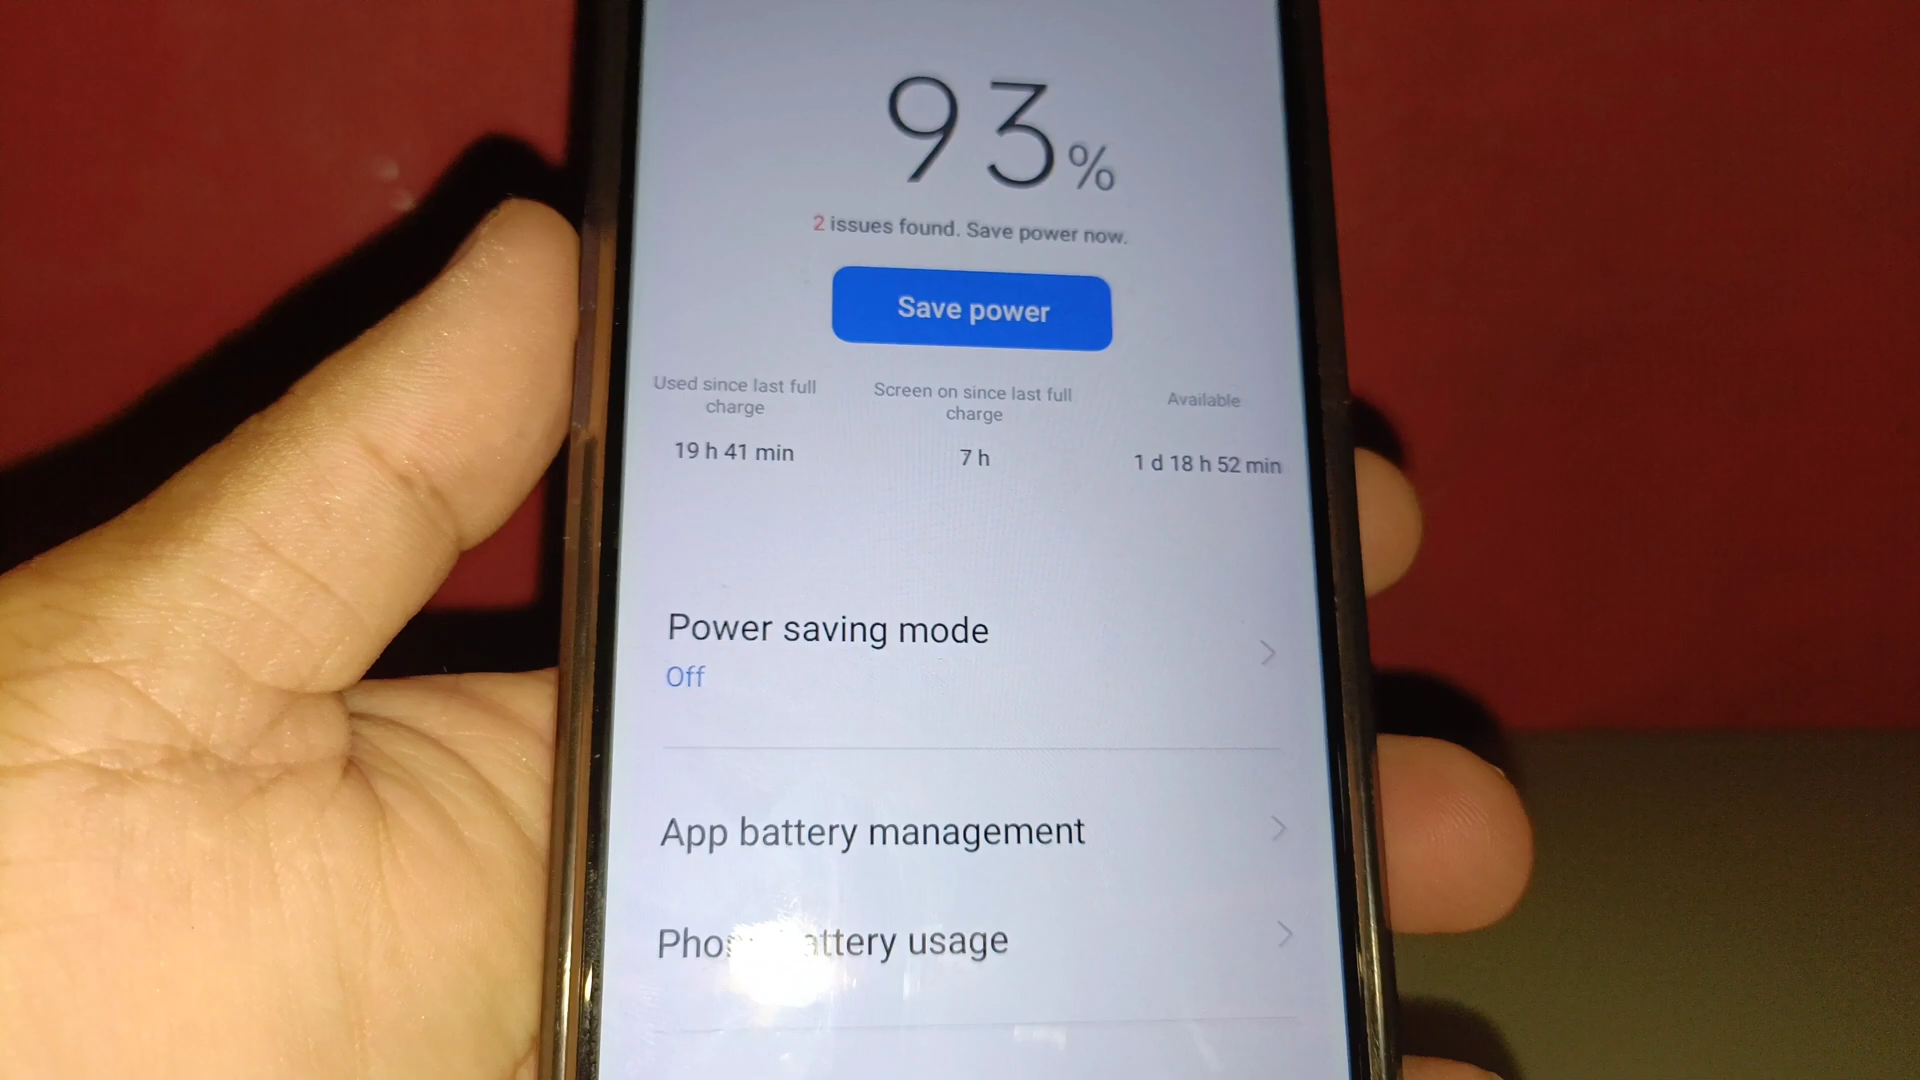 93%
2 issues found. Save power now.
Save power
Used since last full
charge
19 h 41 min
Screen on since last full
charge
7 h
Available
1 d 18 h 52 min
Power saving mode
Off
App battery management
usage